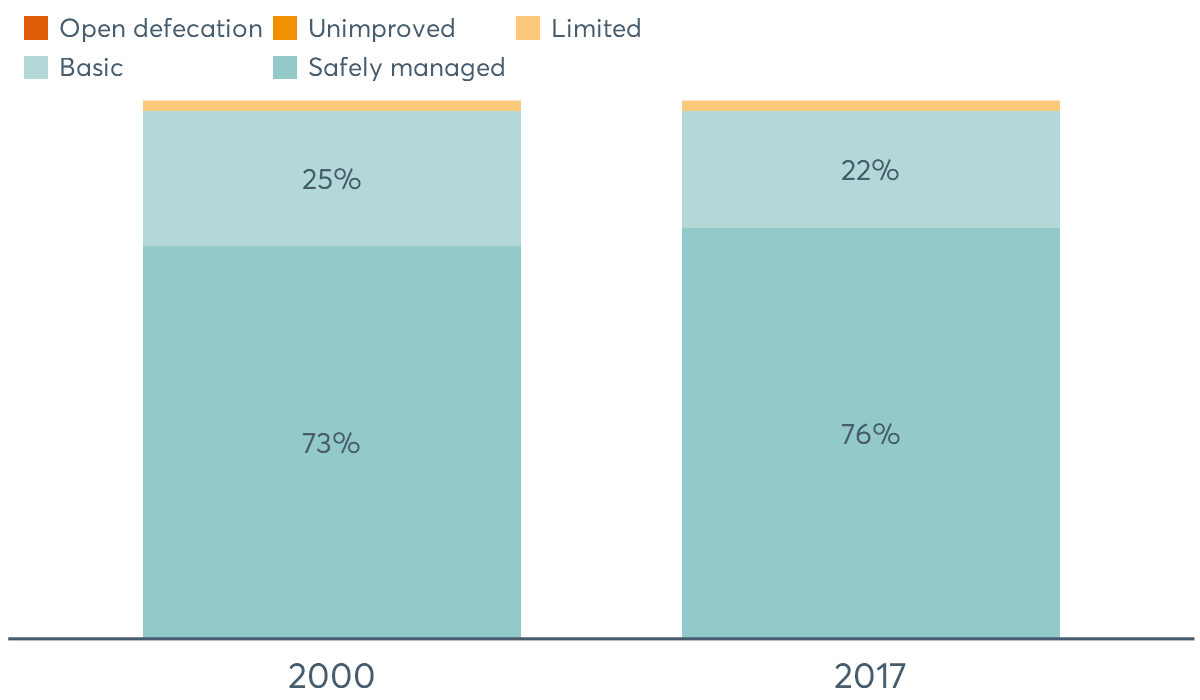 Open defecation Unimproved Limited
Basic Safely managed
25% 22%
73% 76%
2000 2017